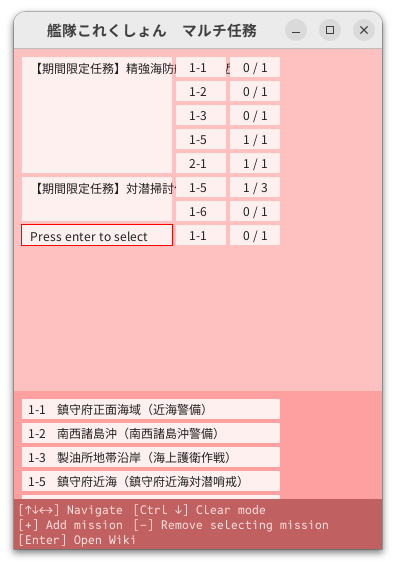 艦隊これくしょん　マルチ任務
【期間限定任務】精強海防 1-1 0 / 1
1-2 0 / 1
1-3 0 / 1
1-5 1 / 1
2-1 1 / 1
【期間限定任務】対潜掃討 1-5 1 / 3
1-6 0 / 1
Press enter to select 1-1 0 / 1
1-1 鎮守府正面海域（近海警備）
1-2 南西諸島沖（南西諸島沖警備）
1-3 製油所地帯沿岸（海上護衛作戦）
1-5 鎮守府近海（鎮守府近海対潜哨戒）
[↑↓↔] Navigate [Ctrl ↓] Clear mode
[+] Add mission [-] Remove selecting mission
[Enter] Open Wiki